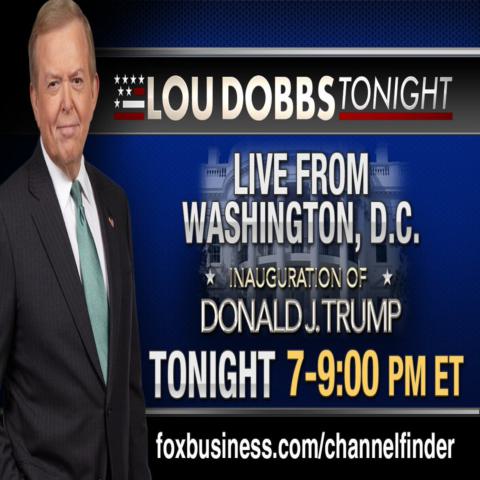 LOU DOBBS TONIGHT
LIVE FROM
WASHINGTON, D.C.
INAUGURATION OF
DONALD J. TRUMP
TONIGHT 7-9:00 PM ET
foxbusiness.com/channelfinder